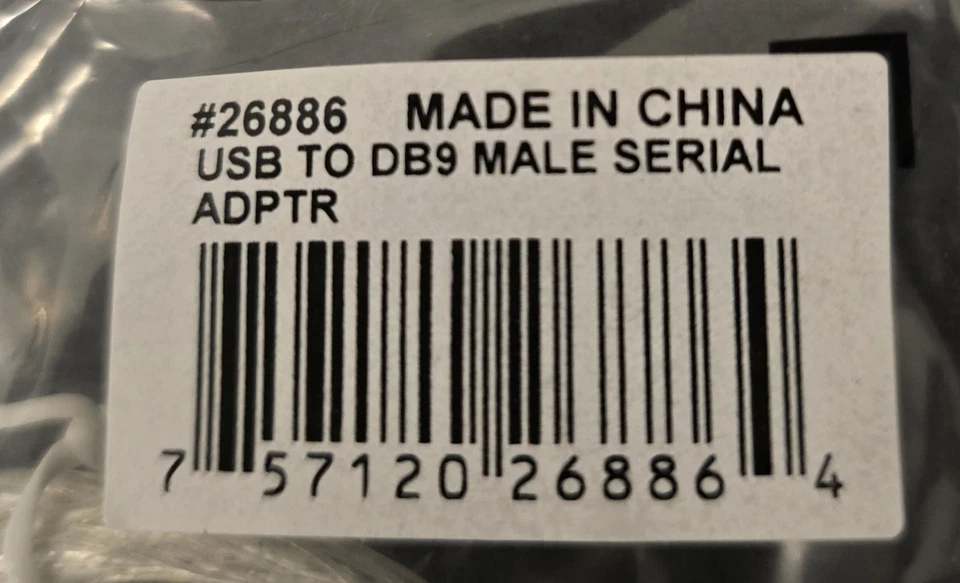 #26886 MADE IN CHINA
USB TO DB9 MALE SERIAL
ADPTR
7 57120 26886 4